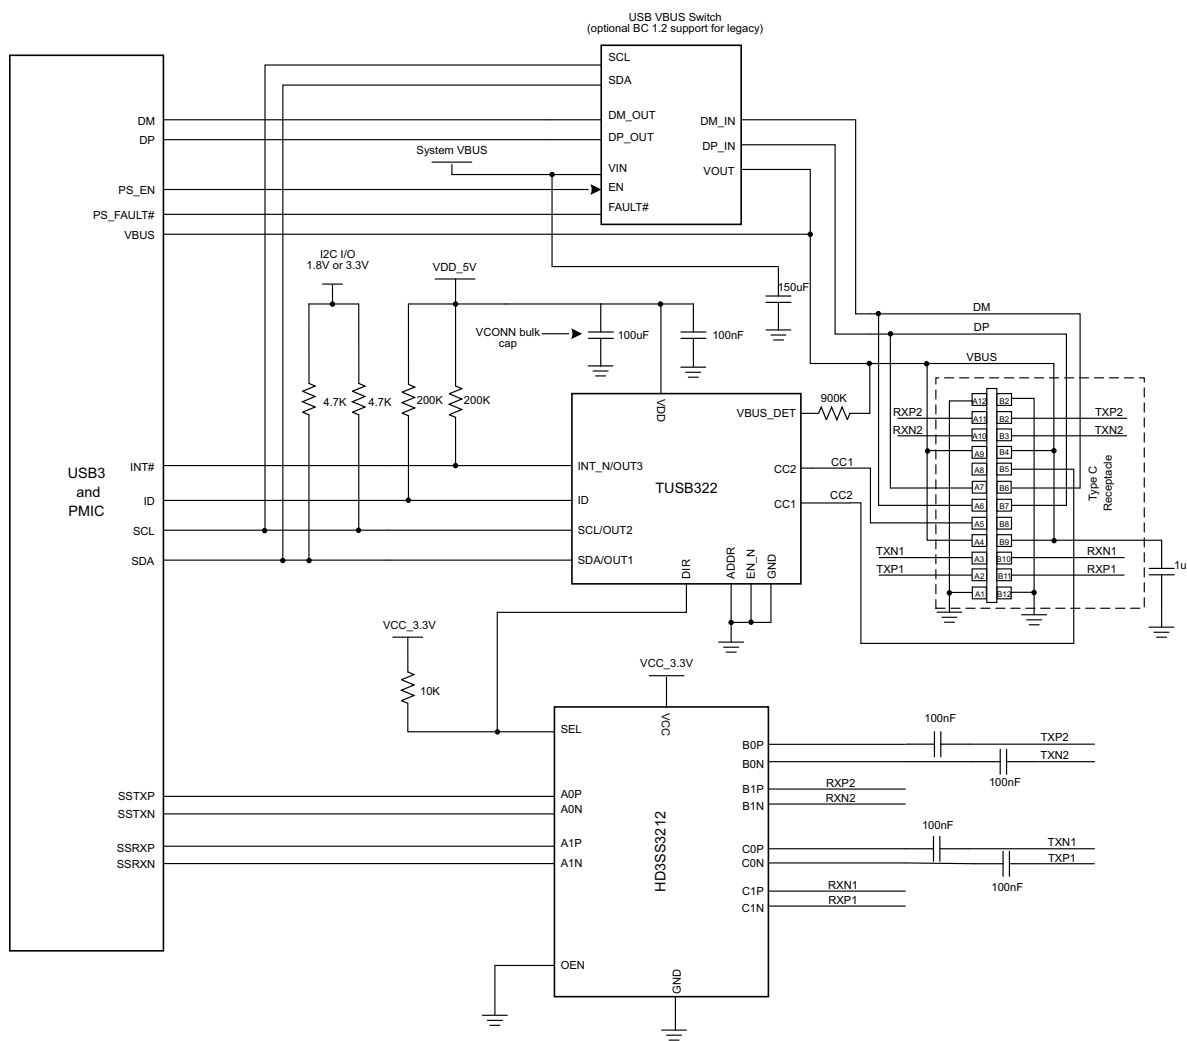 USB VBUS Switch
(optional BC 1.2 support for legacy)
SCL
SDA
DM_OUT
DP_OUT
VIN
EN
FAULT#
DM_IN
DP_IN
VOUT
DM
DP
PS_EN
PS_FAULT#
VBUS
System VBUS
I2C I/O
1.8V or 3.3V
VDD_5V
150uF
VCONN bulk
cap
100uF
100nF
4.7K
4.7K
200K
200K
900K
DM
DP
VBUS
USB3
and
PMIC
INT#
ID
SCL
SDA
VDD
VBUS_DET
INT_N/OUT3
ID
SCL/OUT2
SDA/OUT1
TUSB322
CC2
CC1
DIR
ADDR
EN_N
GND
CC1
CC2
RXP2
RXN2
TXN1
TXP1
A12
A11
A10
A9
A8
A7
A6
A5
A4
A3
A2
A1
B2
B2
B3
B4
B5
B6
B7
B8
B9
B10
B11
B12
TXP2
TXN2
RXN1
RXP1
Type C
Receptacle
1u
VCC_3.3V
10K
VCC_3.3V
SSTXP
SSTXN
SSRXP
SSRXN
SEL
VCC
A0P
A0N
A1P
A1N
OEN
GND
HD3SS3212
B0P
B0N
B1P
B1N
C0P
C0N
C1P
C1N
100nF
TXP2
TXN2
100nF
RXP2
RXN2
100nF
TXN1
TXP1
100nF
RXN1
RXP1